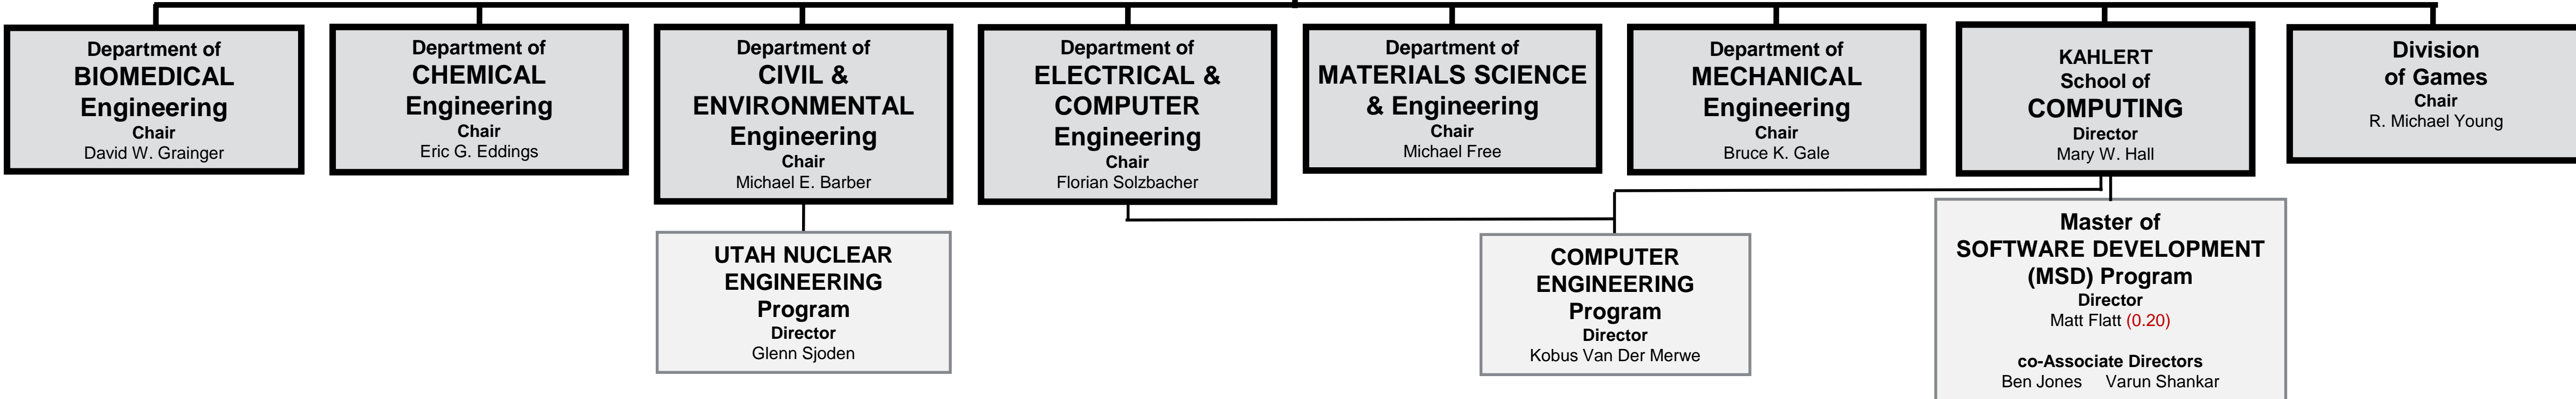 Department of
BIOMEDICAL
Engineering
Chair
David W. Grainger
Department of
CHEMICAL
Engineering
Chair
Eric G. Eddings
Department of
CIVIL &
ENVIRONMENTAL
Engineering
Chair
Michael E. Barber
Department of
ELECTRICAL &
COMPUTER
Engineering
Chair
Florian Solzbacher
Department of
MATERIALS SCIENCE
& Engineering
Chair
Michael Free
Department of
MECHANICAL
Engineering
Chair
Bruce K. Gale
KAHLERT
School of
COMPUTING
Director
Mary W. Hall
Division
of Games
Chair
R. Michael Young
UTAH NUCLEAR
ENGINEERING
Program
Director
Glenn Sjoden
COMPUTER
ENGINEERING
Program
Director
Kobus Van Der Merwe
Master of
SOFTWARE DEVELOPMENT
(MSD) Program
Director
Matt Flatt (0.20)
co-Associate Directors
Ben Jones Varun Shankar